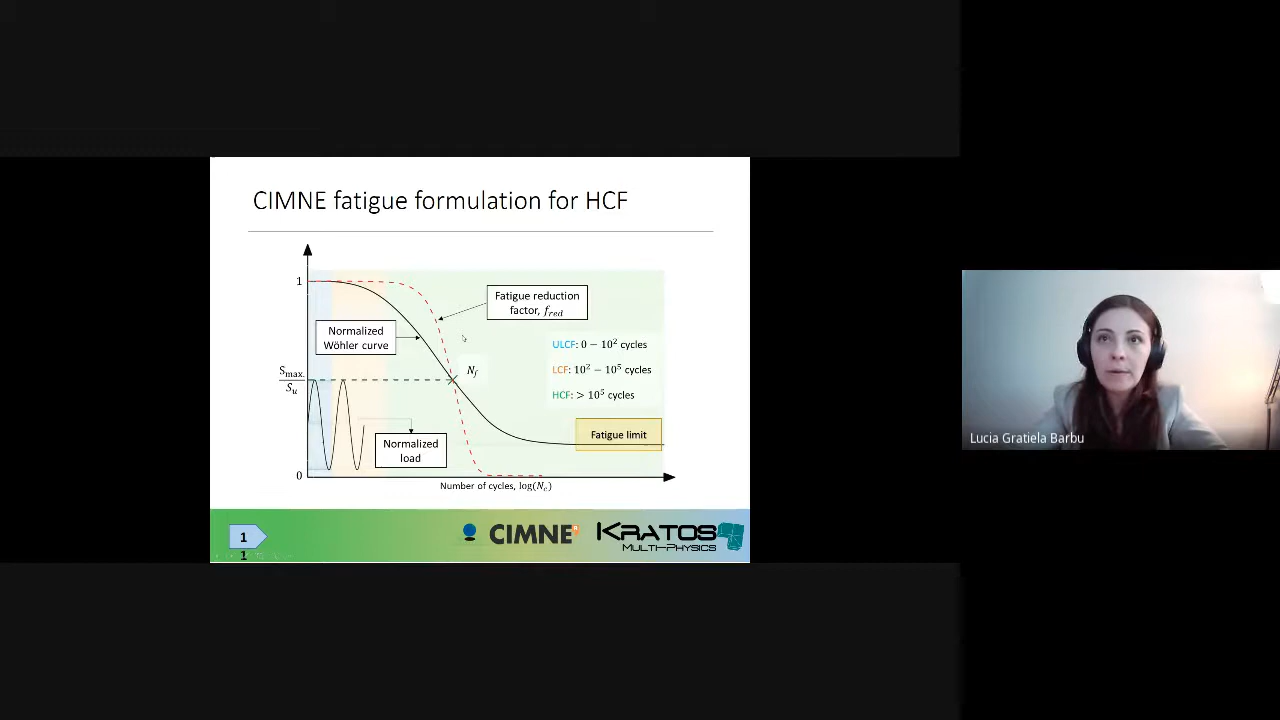 CIMNE fatigue formulation for HCF
1
Fatigue reduction
factor, f_red
Normalized
Wöhler curve
ULCF: 0 − 10² cycles
S_max.
S_u
N_f
LCF: 10² − 10⁵ cycles
HCF: > 10⁵ cycles
Fatigue limit
Normalized
load
0
Number of cycles, log(N_c)
1
1
CIMNE
KRATOS
MULTI-PHYSICS
Lucia Gratiela Barbu